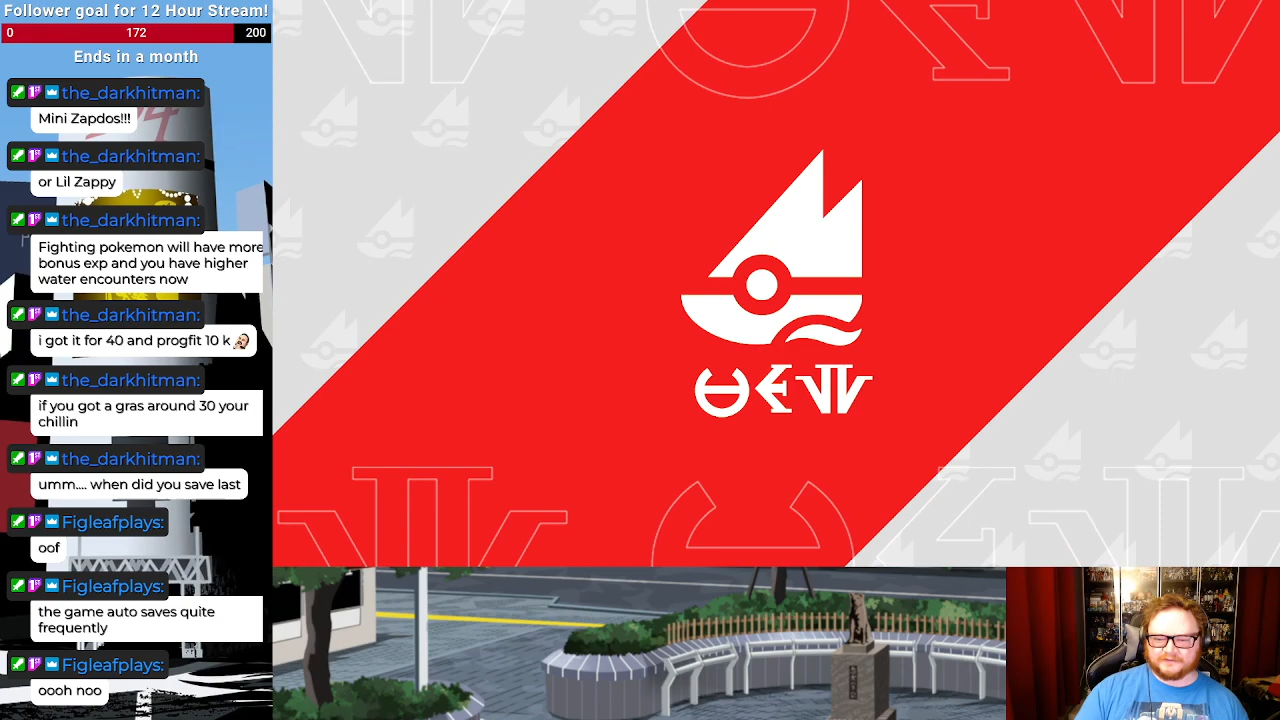 Follower goal for 12 Hour Stream!
0 172 200
Ends in a month
the_darkhitman:
Mini Zapdos!!!
the_darkhitman:
or Lil Zappy
the_darkhitman:
Fighting pokemon will have more
bonus exp and you have higher
water encounters now
the_darkhitman:
i got it for 40 and progfit 10 k
the_darkhitman:
if you got a gras around 30 your
chillin
the_darkhitman:
umm.... when did you save last
Figleafplays:
oof
Figleafplays:
the game auto saves quite
frequently
Figleafplays:
oooh noo